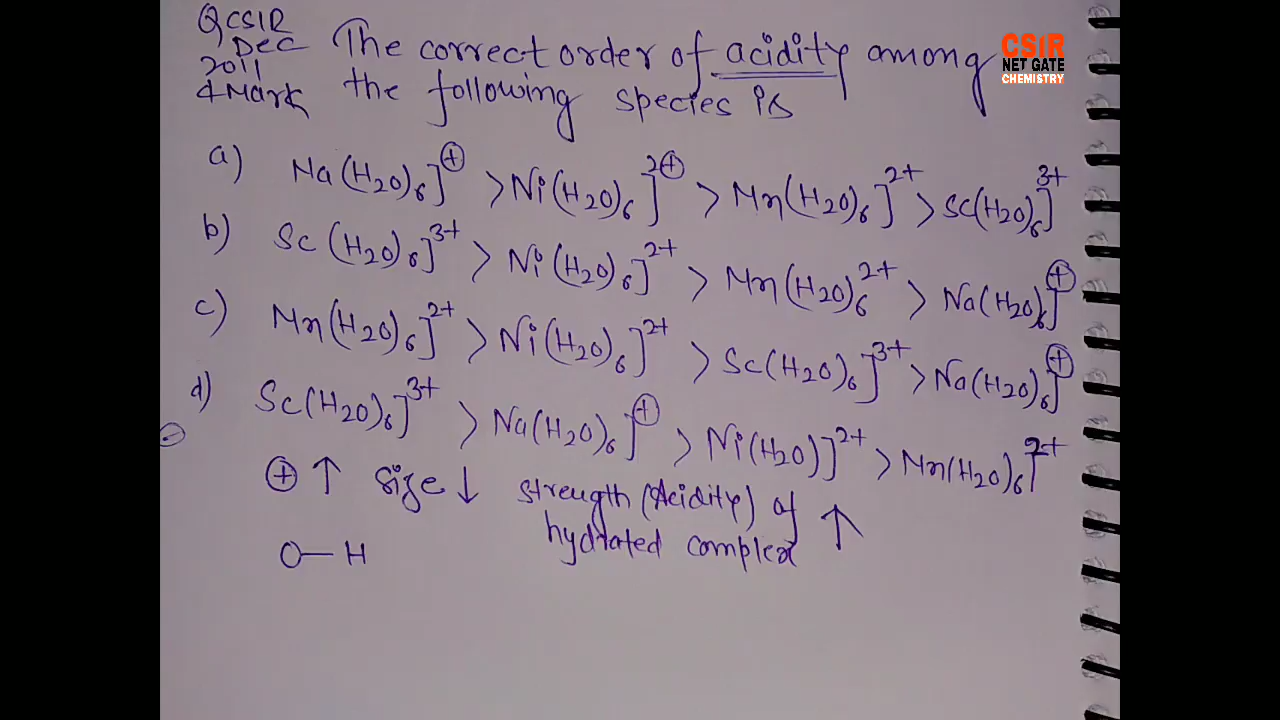 Q CSIR
Dec
2011
4 Mark
The correct order of acidity among
the following species is
CSIR
NET GATE
CHEMISTRY
a) Na(H2O)6]⊕ > Ni(H2O)6]2⊕ > Mn(H2O)6]2+ > Sc(H2O)6]3+
b) Sc(H2O)6]3+ > Ni(H2O)6]2+ > Mn(H2O)6 2+ > Na(H2O)6]⊕
c) Mn(H2O)6]2+ > Ni(H2O)6]2+ > Sc(H2O)6]3+ > Na(H2O)6]⊕
d) Sc(H2O)6]3+ > Na(H2O)6]⊕ > Ni(H2O)]2+ > Mn(H2O)6]2+
⊕ ↑ size ↓ strength (Acidity) of ↑
hydrated complex
O—H